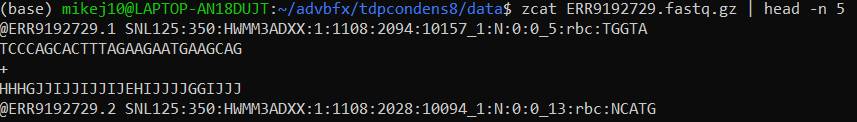 (base) mikej10@LAPTOP-AN18DUJT:~/advbfx/tdpcondens8/data$ zcat ERR9192729.fastq.gz | head -n 5
@ERR9192729.1 SNL125:350:HWMM3ADXX:1:1108:2094:10157_1:N:0:0_5:rbc:TGGTA
TCCCAGCACTTTAGAAGAATGAAGCAG
+
HHHGJJIJJIJJIJEHIJJJJGGIJJJ
@ERR9192729.2 SNL125:350:HWMM3ADXX:1:1108:2028:10094_1:N:0:0_13:rbc:NCATG